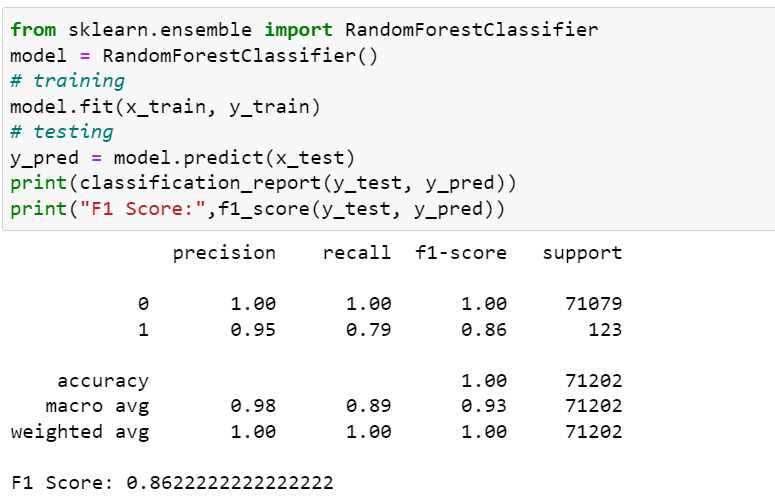 from sklearn.ensemble import RandomForestClassifier
model = RandomForestClassifier()
# training
model.fit(x_train, y_train)
# testing
y_pred = model.predict(x_test)
print(classification_report(y_test, y_pred))
print("F1 Score:",f1_score(y_test, y_pred))
precision recall f1-score support
0 1.00 1.00 1.00 71079
1 0.95 0.79 0.86 123
accuracy 1.00 71202
macro avg 0.98 0.89 0.93 71202
weighted avg 1.00 1.00 1.00 71202
F1 Score: 0.8622222222222222